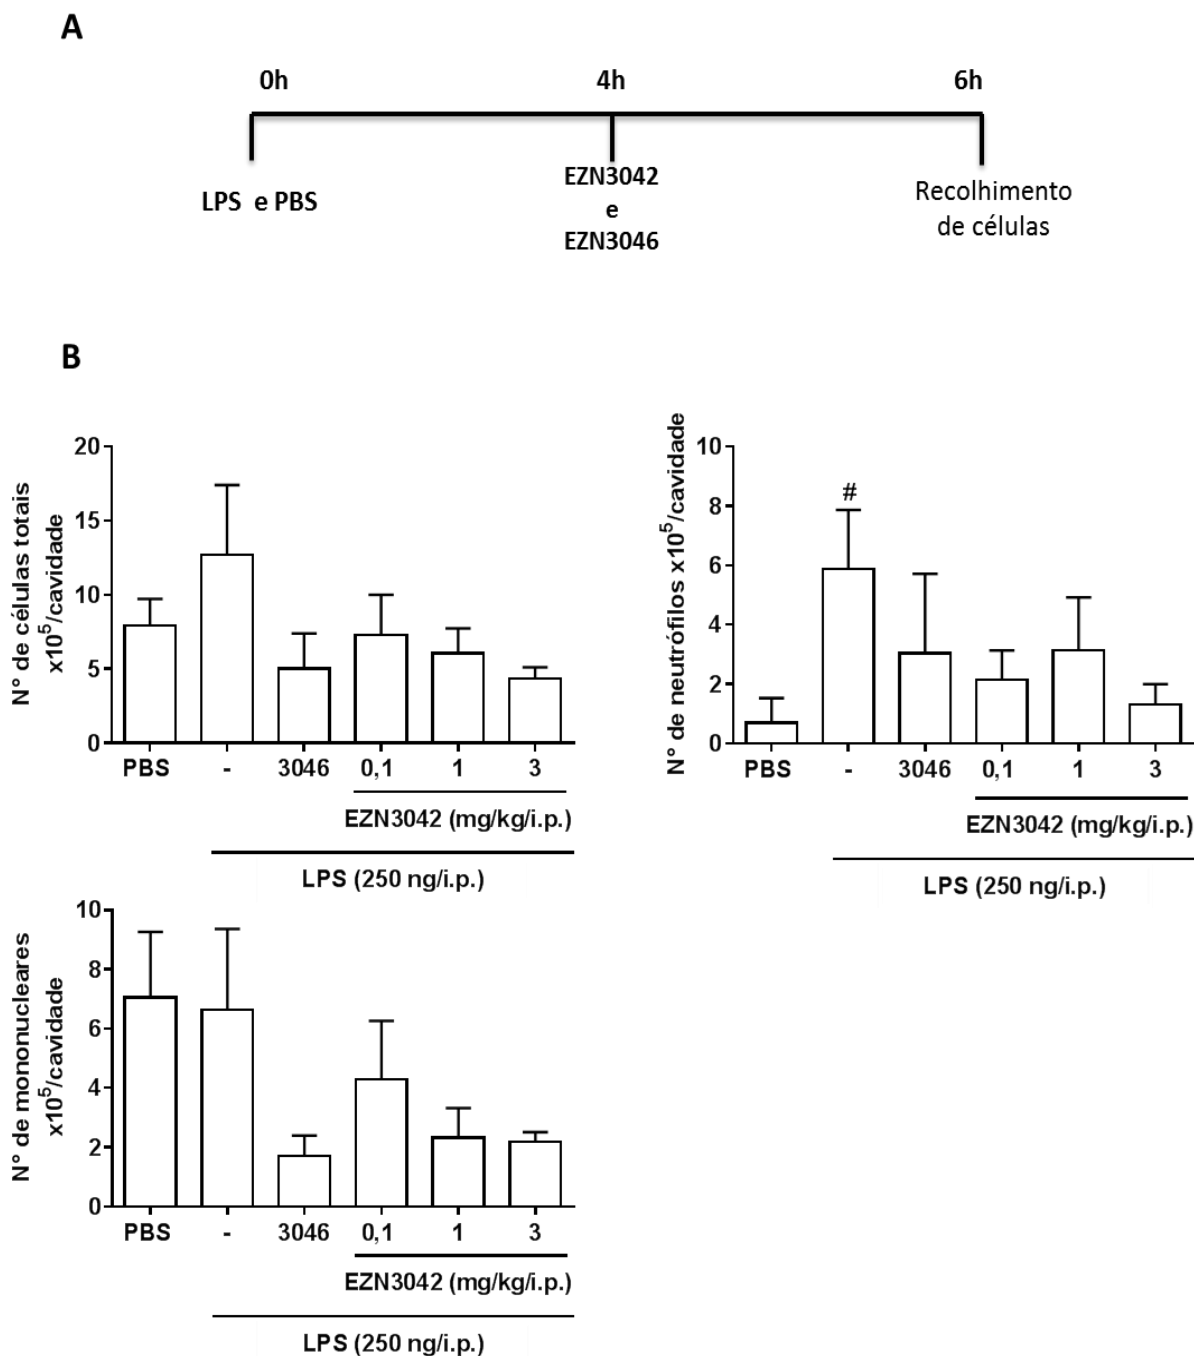 A
0h 4h 6h
LPS e PBS
EZN3042
e
EZN3046
Recolhimento
de células
B
N° de células totais
x10⁵/cavidade
20
15
10
5
0
PBS - 3046 0,1 1 3
EZN3042 (mg/kg/i.p.)
LPS (250 ng/i.p.)
N° de neutrófilos x10⁵/cavidade
10
8
6
4
2
0
#
PBS - 3046 0,1 1 3
EZN3042 (mg/kg/i.p.)
LPS (250 ng/i.p.)
N° de mononucleares
x10⁵/cavidade
10
8
6
4
2
0
PBS - 3046 0,1 1 3
EZN3042 (mg/kg/i.p.)
LPS (250 ng/i.p.)